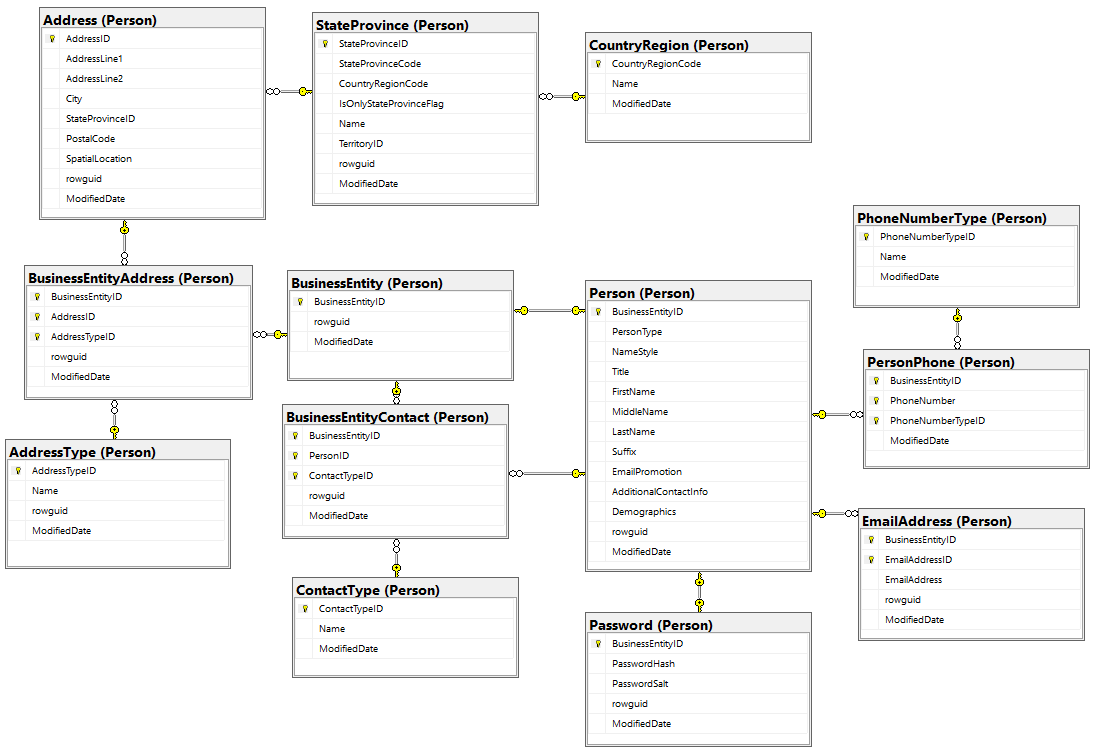 Address (Person)
AddressID
AddressLine1
AddressLine2
City
StateProvinceID
PostalCode
SpatialLocation
rowguid
ModifiedDate
StateProvince (Person)
StateProvinceID
StateProvinceCode
CountryRegionCode
IsOnlyStateProvinceFlag
Name
TerritoryID
rowguid
ModifiedDate
CountryRegion (Person)
CountryRegionCode
Name
ModifiedDate
PhoneNumberType (Person)
PhoneNumberTypeID
Name
ModifiedDate
BusinessEntityAddress (Person)
BusinessEntityID
AddressID
AddressTypeID
rowguid
ModifiedDate
BusinessEntity (Person)
BusinessEntityID
rowguid
ModifiedDate
Person (Person)
BusinessEntityID
PersonType
NameStyle
Title
FirstName
MiddleName
LastName
Suffix
EmailPromotion
AdditionalContactInfo
Demographics
rowguid
ModifiedDate
PersonPhone (Person)
BusinessEntityID
PhoneNumber
PhoneNumberTypeID
ModifiedDate
BusinessEntityContact (Person)
BusinessEntityID
PersonID
ContactTypeID
rowguid
ModifiedDate
AddressType (Person)
AddressTypeID
Name
rowguid
ModifiedDate
EmailAddress (Person)
BusinessEntityID
EmailAddressID
EmailAddress
rowguid
ModifiedDate
ContactType (Person)
ContactTypeID
Name
ModifiedDate
Password (Person)
BusinessEntityID
PasswordHash
PasswordSalt
rowguid
ModifiedDate